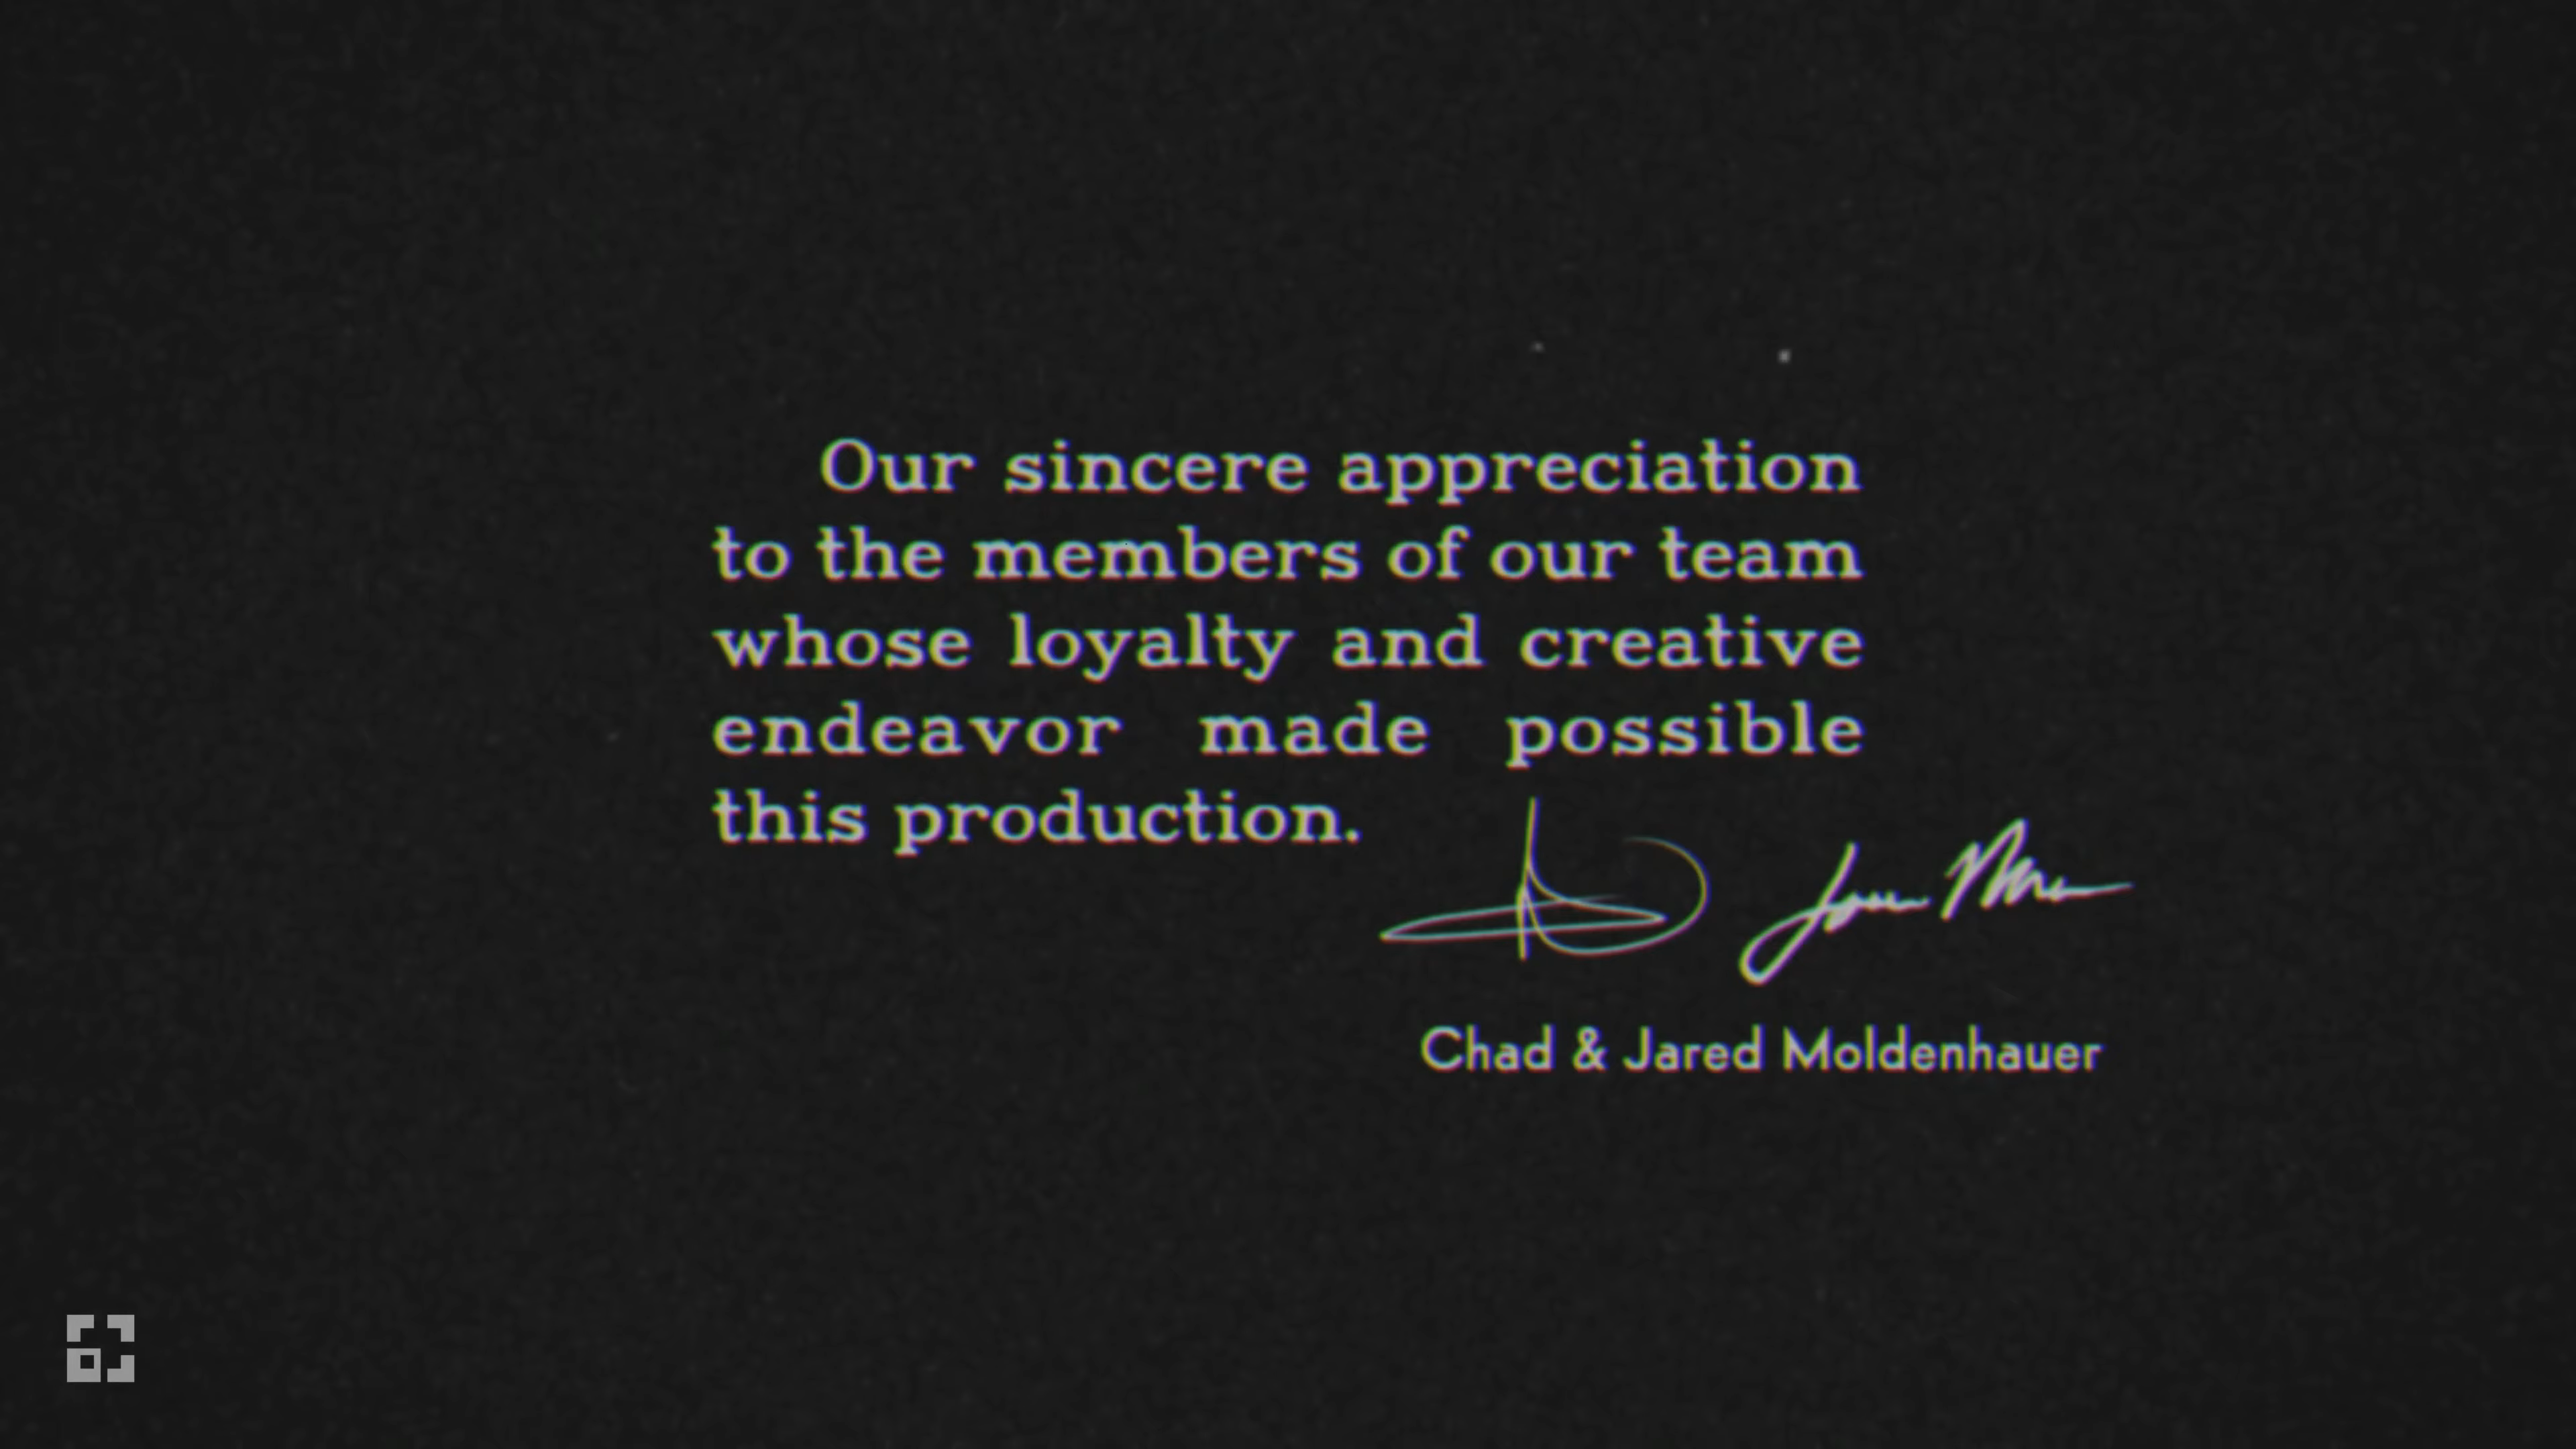 Our sincere appreciation
to the members of our team
whose loyalty and creative
endeavor made possible
this production.
Chad & Jared Moldenhauer